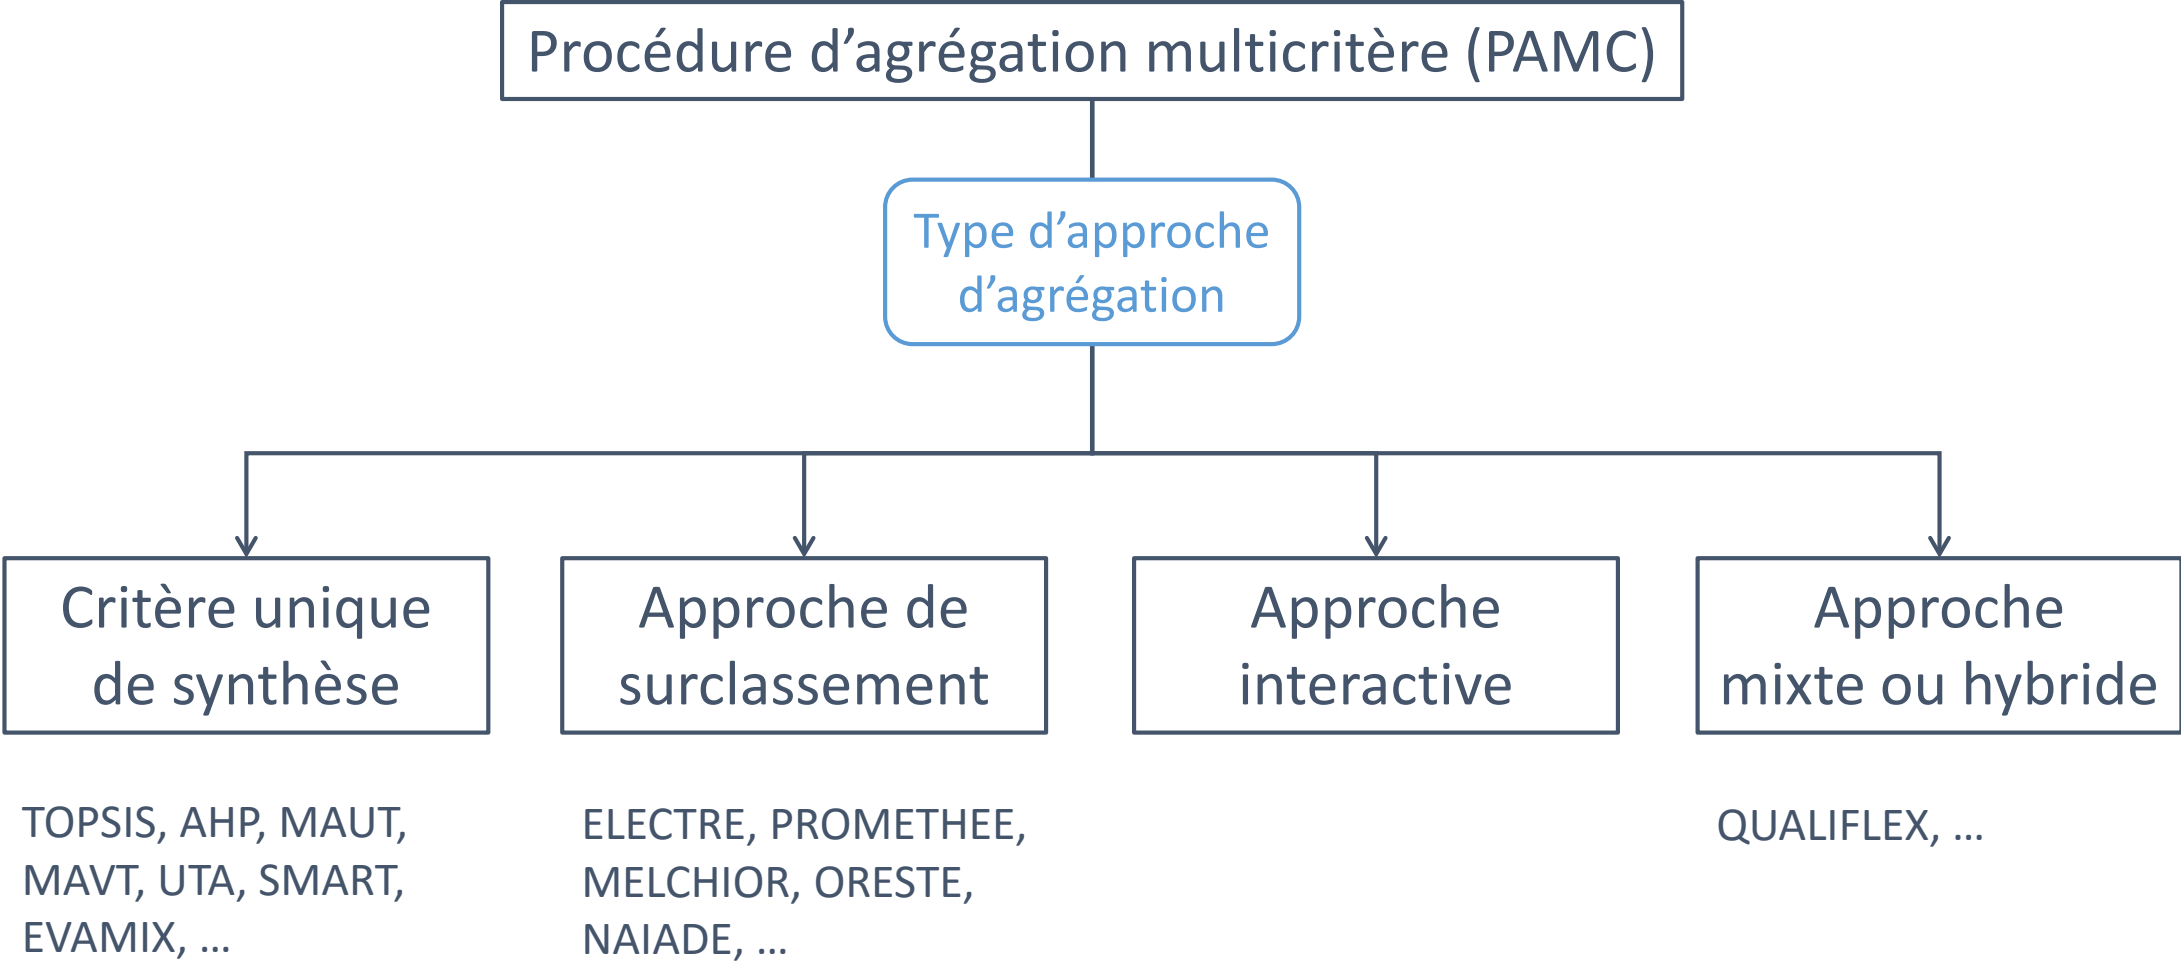 Procédure d’agrégation multicritère (PAMC)
Type d’approche
d’agrégation
Critère unique
de synthèse
Approche de
surclassement
Approche
interactive
Approche
mixte ou hybride
TOPSIS, AHP, MAUT,
MAVT, UTA, SMART,
EVAMIX, …
ELECTRE, PROMETHEE,
MELCHIOR, ORESTE,
NAIADE, …
QUALIFLEX, …